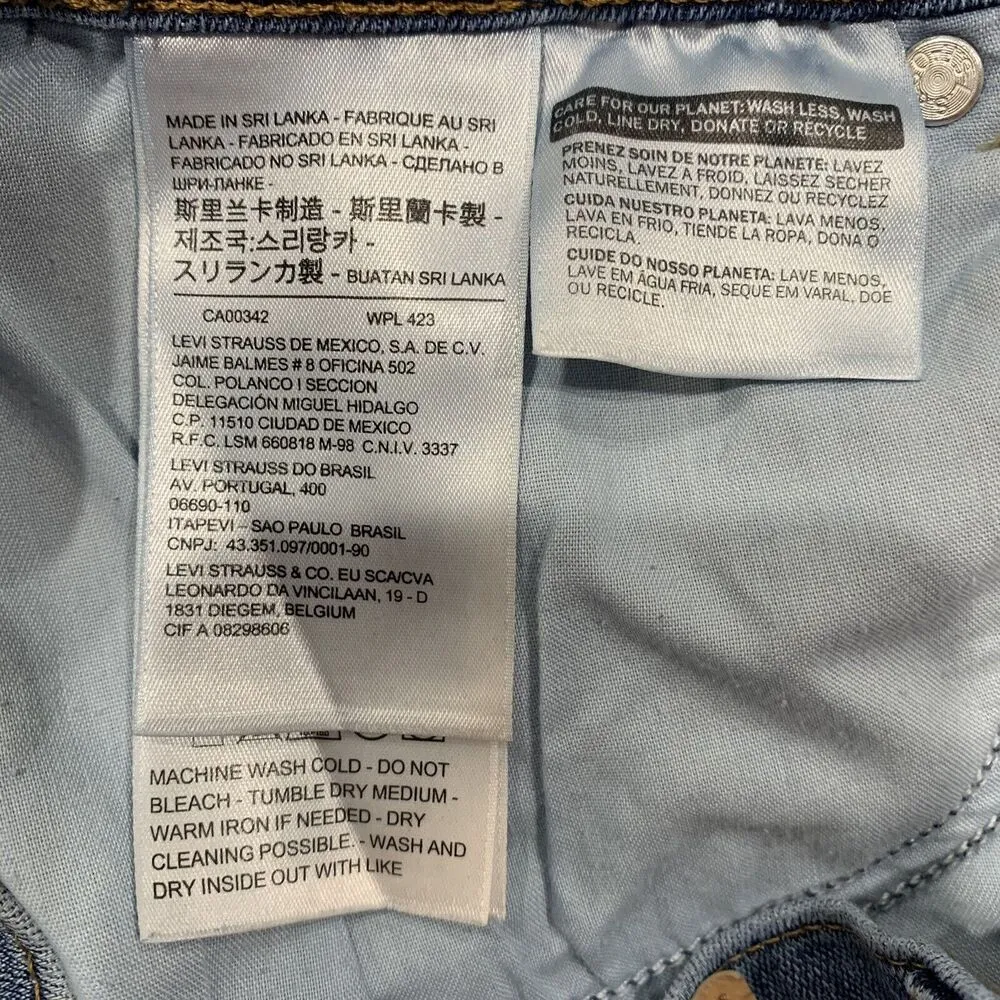 MADE IN SRI LANKA - FABRIQUE AU SRI
LANKA - FABRICADO EN SRI LANKA -
FABRICADO NO SRI LANKA - СДЕЛАНО В
ШРИ-ЛАНКЕ -
斯里兰卡制造 - 斯里蘭卡製 -
제조국:스리랑카 -
スリランカ製 - BUATAN SRI LANKA
CA00342 WPL 423
LEVI STRAUSS DE MEXICO, S.A. DE C.V.
JAIME BALMES # 8 OFICINA 502
COL. POLANCO I SECCION
DELEGACIÓN MIGUEL HIDALGO
C.P. 11510 CIUDAD DE MEXICO
R.F.C. LSM 660818 M-98 C.N.I.V. 3337
LEVI STRAUSS DO BRASIL
AV. PORTUGAL, 400
06690-110
ITAPEVI – SAO PAULO BRASIL
CNPJ: 43.351.097/0001-90
LEVI STRAUSS & CO. EU SCA/CVA
LEONARDO DA VINCILAAN, 19 - D
1831 DIEGEM, BELGIUM
CIF A 08298606
MACHINE WASH COLD - DO NOT
BLEACH - TUMBLE DRY MEDIUM -
WARM IRON IF NEEDED - DRY
CLEANING POSSIBLE. - WASH AND
DRY INSIDE OUT WITH LIKE
CARE FOR OUR PLANET: WASH LESS, WASH
COLD, LINE DRY, DONATE OR RECYCLE
PRENEZ SOIN DE NOTRE PLANETE: LAVEZ
MOINS, LAVEZ A FROID, LAISSEZ SECHER
NATURELLEMENT, DONNEZ OU RECYCLEZ
CUIDA NUESTRO PLANETA: LAVA MENOS,
LAVA EN FRIO, TIENDE LA ROPA, DONA O
RECICLA.
CUIDE DO NOSSO PLANETA: LAVE MENOS,
LAVE EM ÁGUA FRIA, SEQUE EM VARAL, DOE
OU RECICLE.